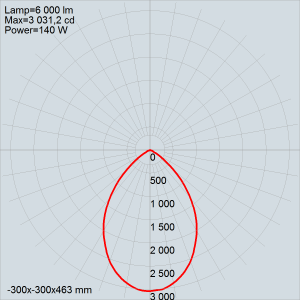 Lamp=6 000 lm
Max=3 031,2 cd
Power=140 W
0
500
1 000
1 500
2 000
2 500
3 000
-300x-300x463 mm